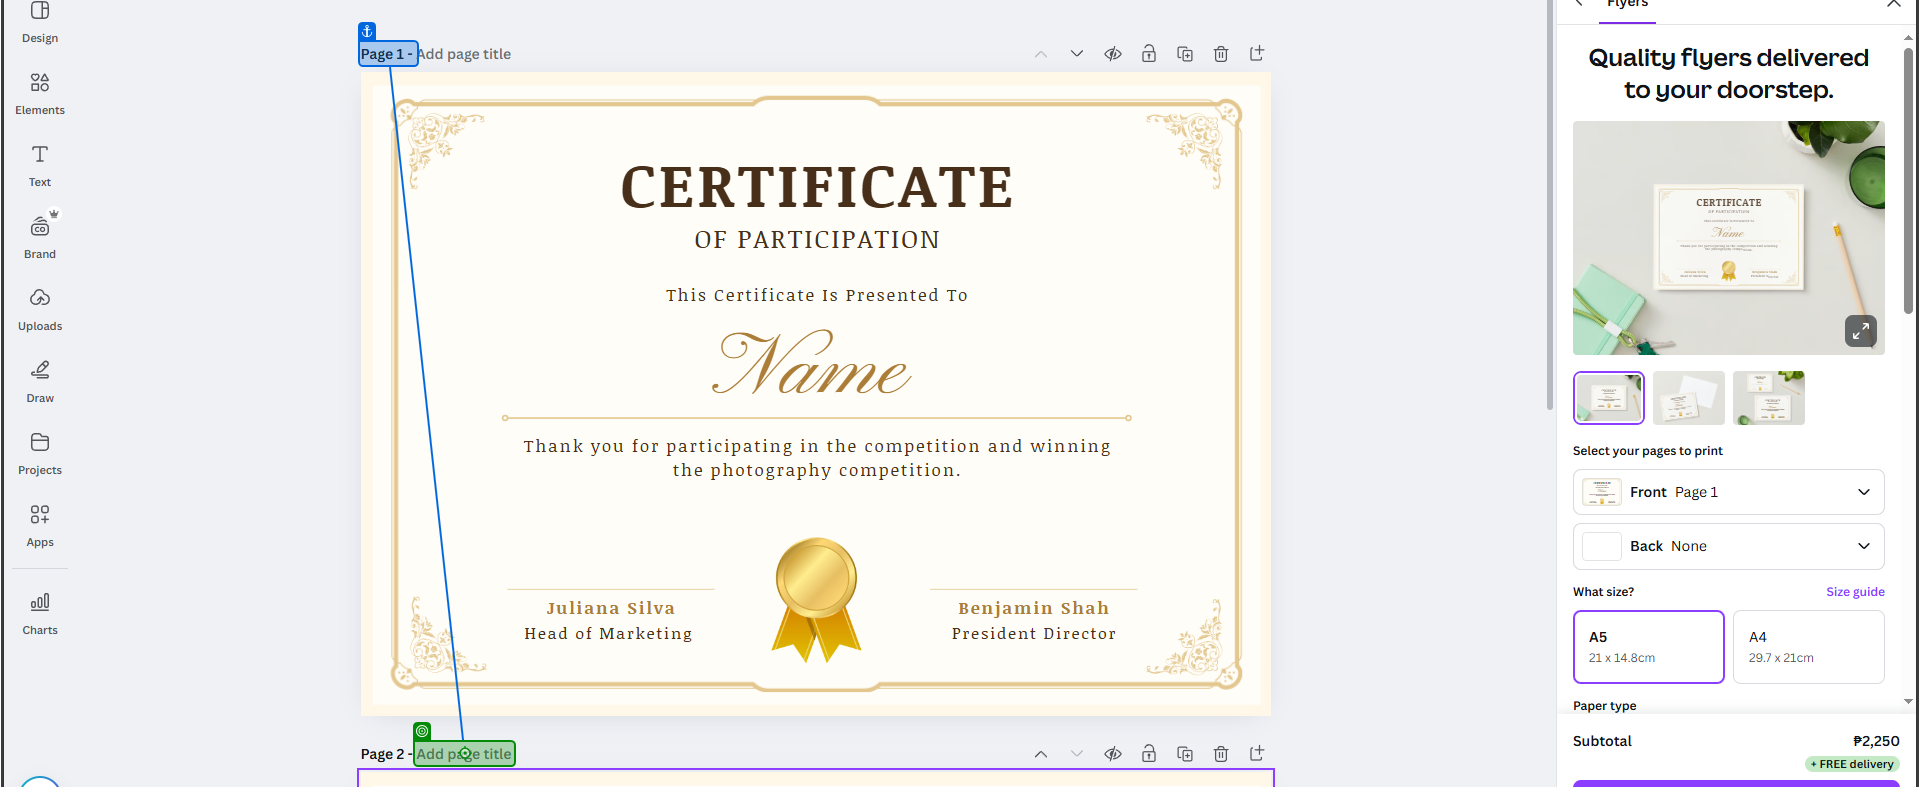 Design
Elements
Text
Brand
Uploads
Draw
Projects
Apps
Charts
Page 1 - Add page title
CERTIFICATE
OF PARTICIPATION
This Certificate Is Presented To
Name
Thank you for participating in the competition and winning
the photography competition.
Juliana Silva
Head of Marketing
Benjamin Shah
President Director
Page 2 - Add page title
Flyers
Quality flyers delivered
to your doorstep.
CERTIFICATE
OF PARTICIPATION
Name
Select your pages to print
Front Page 1
Back None
What size? Size guide
A5
21 x 14.8cm
A4
29.7 x 21cm
Paper type
Subtotal ₱2,250
+ FREE delivery